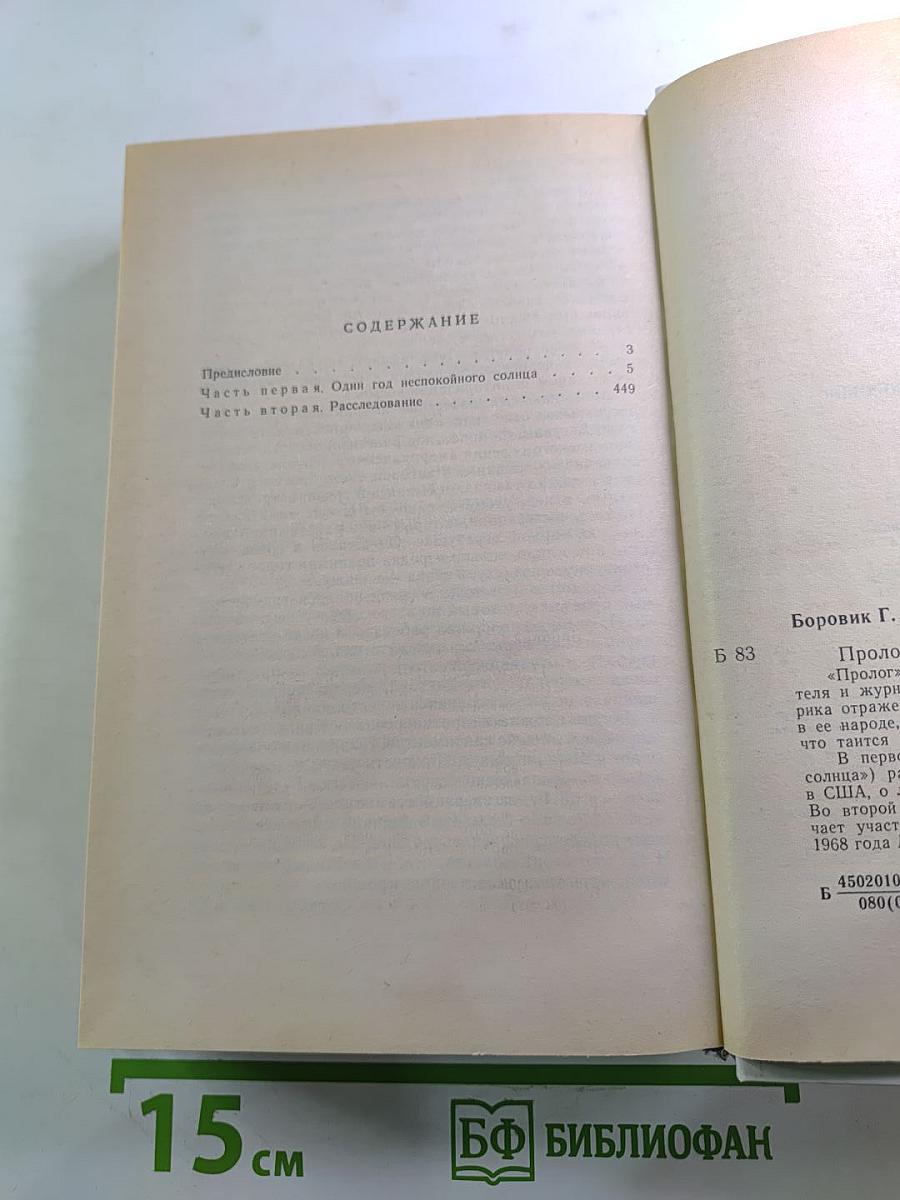 СОДЕРЖАНИЕ
Предисловие . . . . . . . . . . . . . . . . . . 3
Часть первая. Один год неспокойного солнца . . . . 5
Часть вторая. Расследование . . . . . . . . . . 449
Боровик Г.
Б 83
Проло
«Пролог»
теля и журн
рика отраже
в ее народе,
что таится
В перво
солнца») ра
в США, о
Во второй
чает участ
1968 года
Б 4502010
080(0
15 см
БФ БИБЛИОФАН